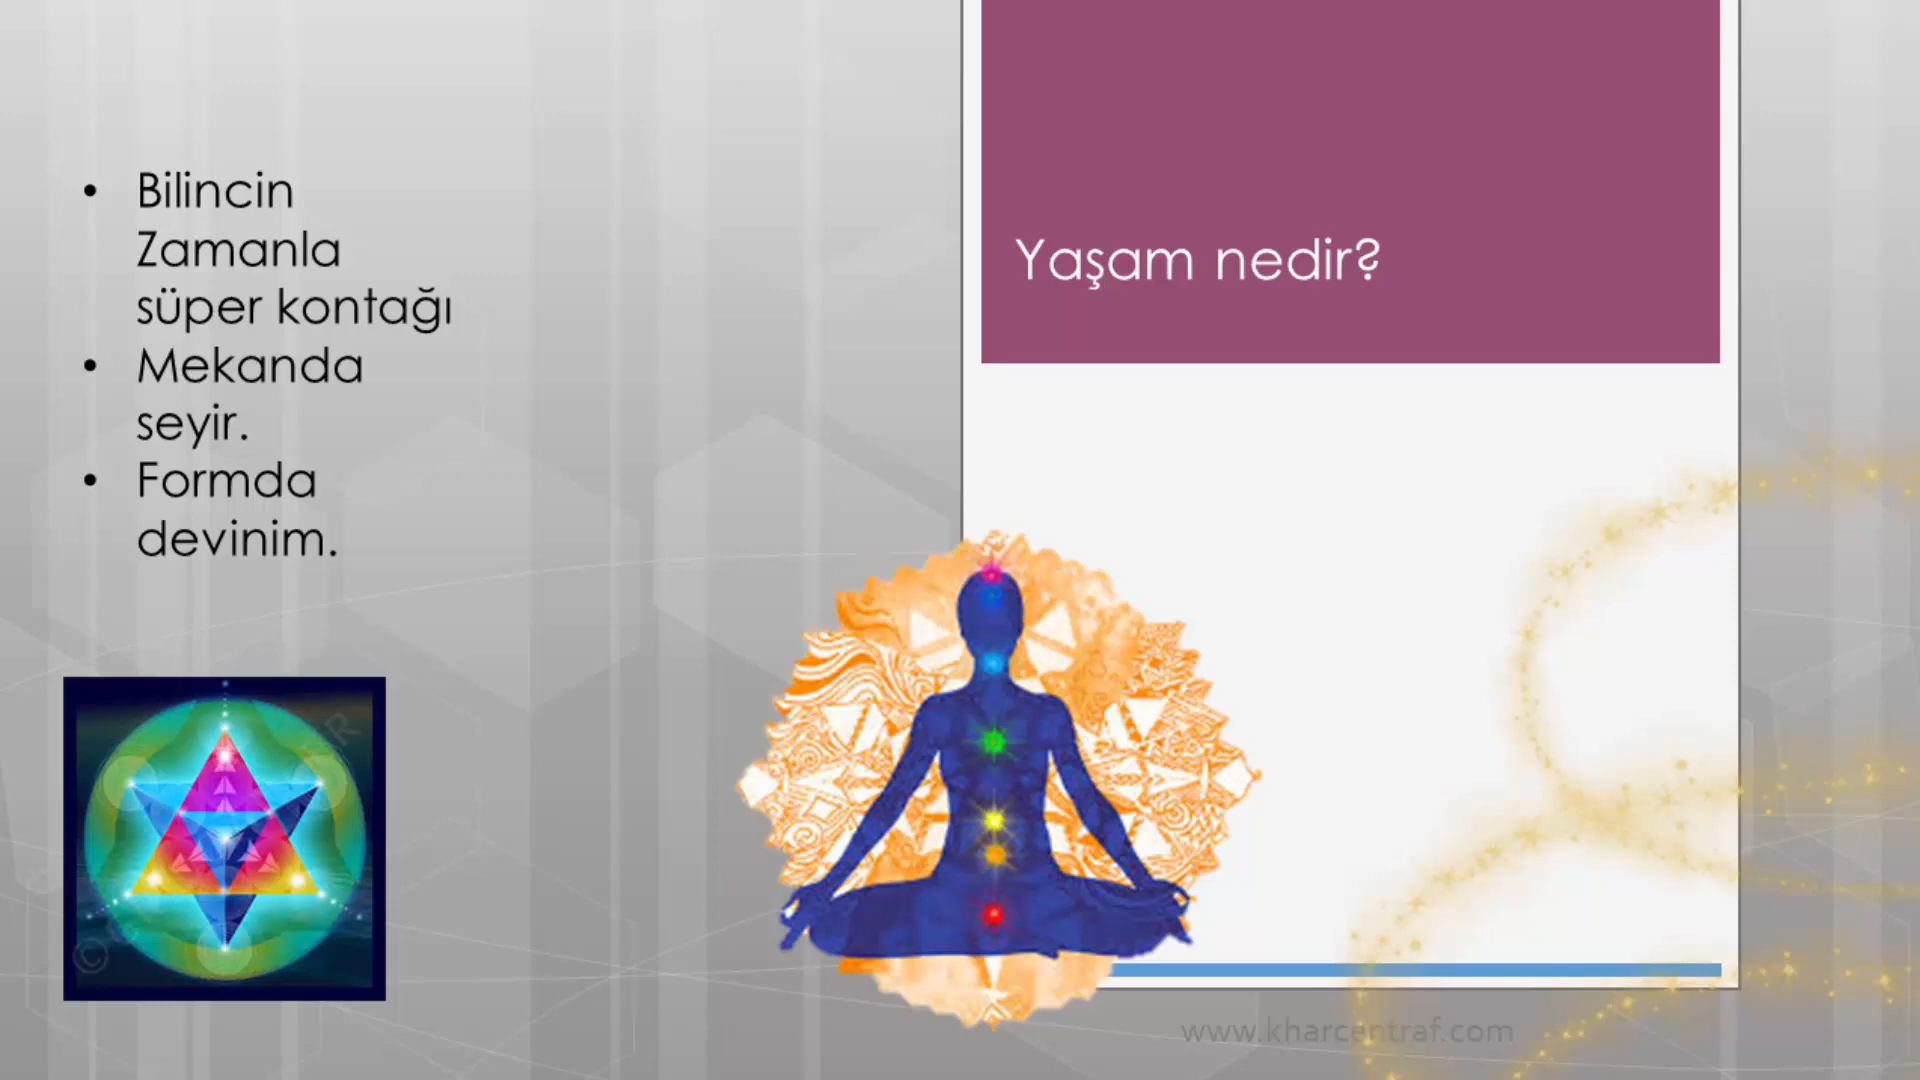 Yaşam nedir?
• Bilincin
Zamanla
süper kontağı
• Mekanda
seyir.
• Formda
devinim.
www.kharcentraf.com